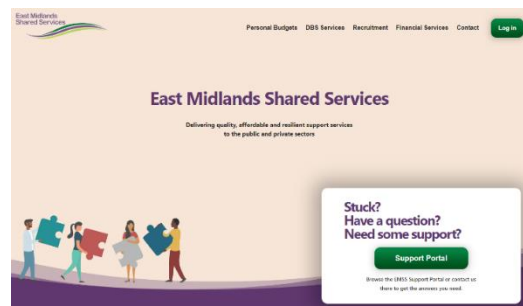 East Midlands
Shared Services
Personal Budgets DBS Services Recruitment Financial Services Contact Log in
East Midlands Shared Services
Delivering quality, affordable and resilient support services
to the public and private sectors
Stuck?
Have a question?
Need some support?
Support Portal
Browse the EMSS Support Portal or contact us
there to get the answers you need.